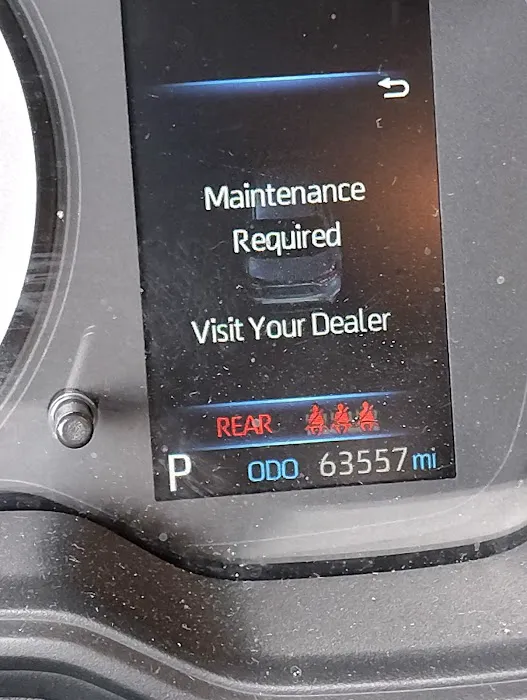 Maintenance
Required
Visit Your Dealer
REAR
P ODO 63557 mi